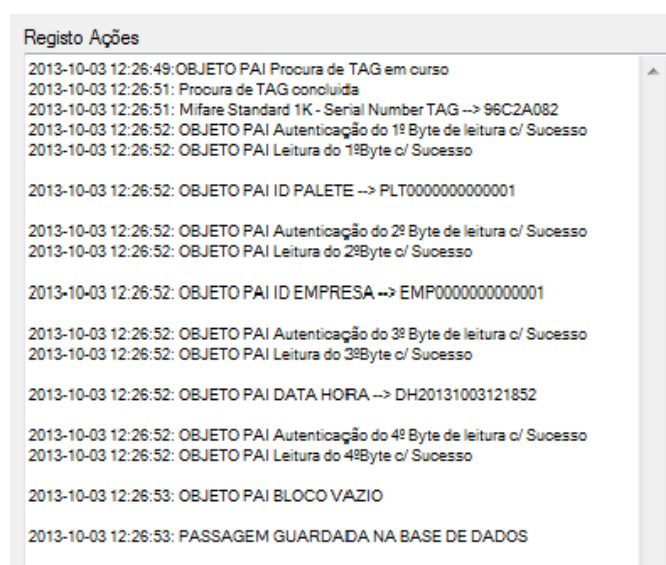 Registo Ações
2013-10-03 12:26:49:OBJETO PAI Procura de TAG em curso
2013-10-03 12:26:51: Procura de TAG concluida
2013-10-03 12:26:51: Mifare Standard 1K - Serial Number TAG --> 96C2A082
2013-10-03 12:26:52: OBJETO PAI Autenticação do 1º Byte de leitura c/ Sucesso
2013-10-03 12:26:52: OBJETO PAI Leitura do 1ºByte c/ Sucesso
2013-10-03 12:26:52: OBJETO PAI ID PALETE --> PLT0000000000001
2013-10-03 12:26:52: OBJETO PAI Autenticação do 2º Byte de leitura c/ Sucesso
2013-10-03 12:26:52: OBJETO PAI Leitura do 2ºByte c/ Sucesso
2013-10-03 12:26:52: OBJETO PAI ID EMPRESA --> EMP0000000000001
2013-10-03 12:26:52: OBJETO PAI Autenticação do 3º Byte de leitura c/ Sucesso
2013-10-03 12:26:52: OBJETO PAI Leitura do 3ºByte c/ Sucesso
2013-10-03 12:26:52: OBJETO PAI DATA HORA --> DH20131003121852
2013-10-03 12:26:52: OBJETO PAI Autenticação do 4º Byte de leitura c/ Sucesso
2013-10-03 12:26:52: OBJETO PAI Leitura do 4ºByte c/ Sucesso
2013-10-03 12:26:53: OBJETO PAI BLOCO VAZIO
2013-10-03 12:26:53: PASSAGEM GUARDADA NA BASE DE DADOS